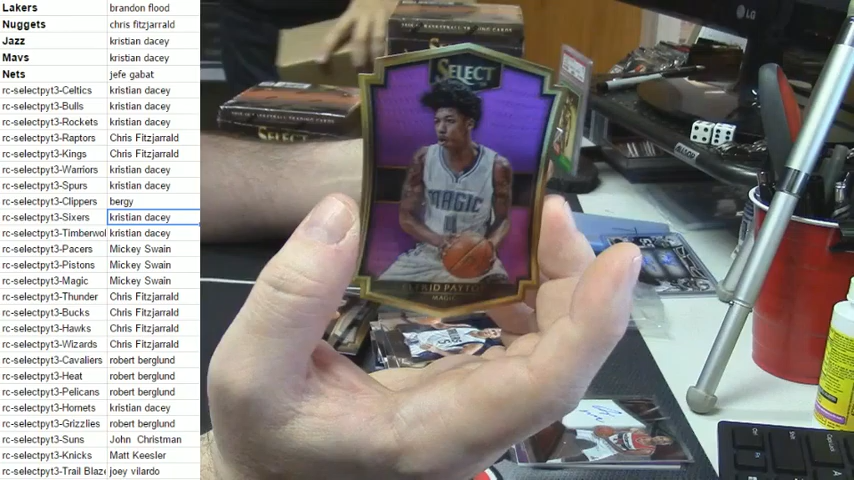 Lakers brandon flood
Nuggets chris fitzjarrald
Jazz kristian dacey
Mavs kristian dacey
Nets jefe gabat
rc-selectpyt3-Celtics kristian dacey
rc-selectpyt3-Bulls kristian dacey
rc-selectpyt3-Rockets kristian dacey
rc-selectpyt3-Raptors Chris Fitzjarrald
rc-selectpyt3-Kings Chris Fitzjarrald
rc-selectpyt3-Warriors kristian dacey
rc-selectpyt3-Spurs kristian dacey
rc-selectpyt3-Clippers bergy
rc-selectpyt3-Sixers kristian dacey
rc-selectpyt3-Timberwol kristian dacey
rc-selectpyt3-Pacers Mickey Swain
rc-selectpyt3-Pistons Mickey Swain
rc-selectpyt3-Magic Mickey Swain
rc-selectpyt3-Thunder Chris Fitzjarrald
rc-selectpyt3-Bucks Chris Fitzjarrald
rc-selectpyt3-Hawks Chris Fitzjarrald
rc-selectpyt3-Wizards Chris Fitzjarrald
rc-selectpyt3-Cavaliers robert berglund
rc-selectpyt3-Heat robert berglund
rc-selectpyt3-Pelicans robert berglund
rc-selectpyt3-Hornets kristian dacey
rc-selectpyt3-Grizzlies robert berglund
rc-selectpyt3-Suns John Christman
rc-selectpyt3-Knicks Matt Keesler
rc-selectpyt3-Trail Blaze joey vilardo
SELECT
MAGIC
ELFRID PAYTON
MAGIC
SELECT
LG